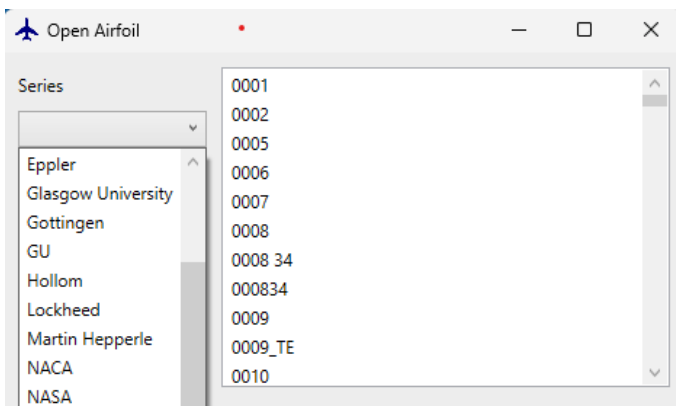 Open Airfoil
Series
Eppler
Glasgow University
Gottingen
GU
Hollom
Lockheed
Martin Hepperle
NACA
NASA
0001
0002
0005
0006
0007
0008
0008 34
000834
0009
0009_TE
0010